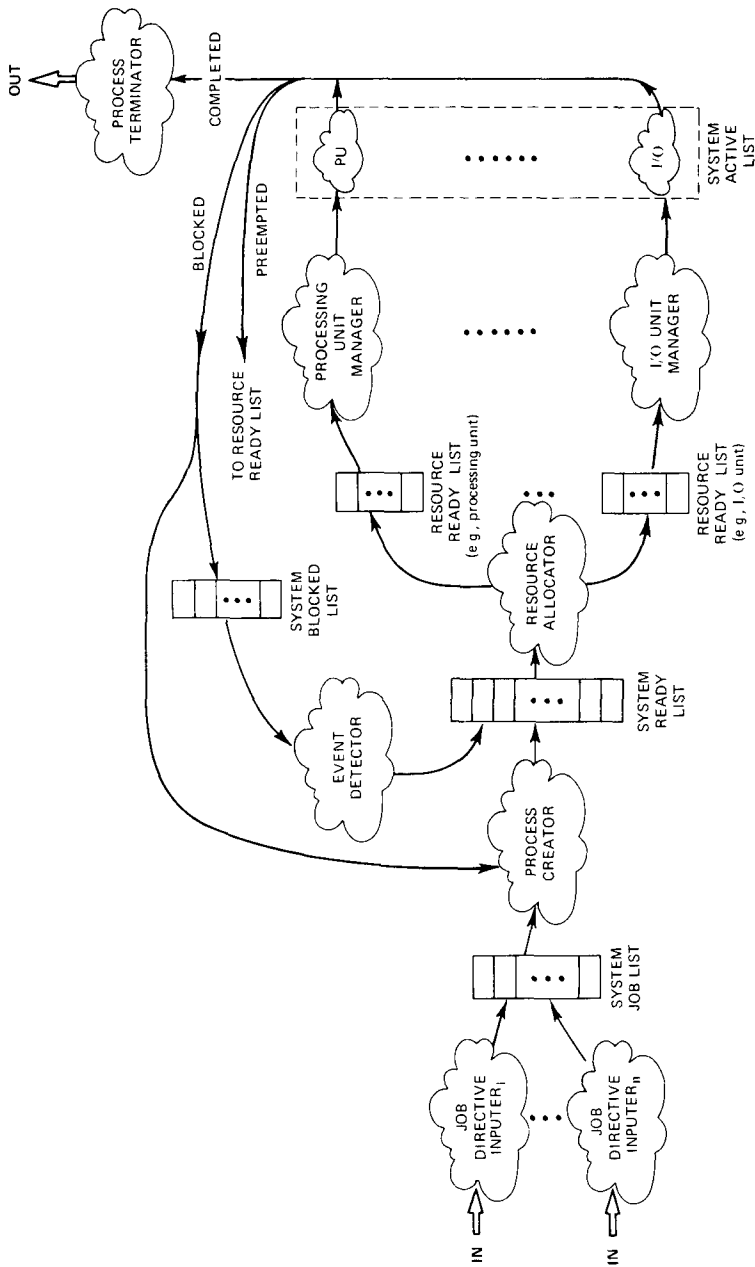 IN
IN
JOB
DIRECTIVE
INPUTER₁
JOB
DIRECTIVE
INPUTERₙ
SYSTEM
JOB LIST
PROCESS
CREATOR
EVENT
DETECTOR
SYSTEM
BLOCKED
LIST
SYSTEM
READY
LIST
RESOURCE
ALLOCATOR
RESOURCE
READY LIST
(eg, processing unit)
RESOURCE
READY LIST
(eg, I/O unit)
TO RESOURCE
READY LIST
PROCESSING
UNIT
MANAGER
I/O UNIT
MANAGER
BLOCKED
PREEMPTED
PU
I/O
SYSTEM
ACTIVE
LIST
COMPLETED
PROCESS
TERMINATOR
OUT